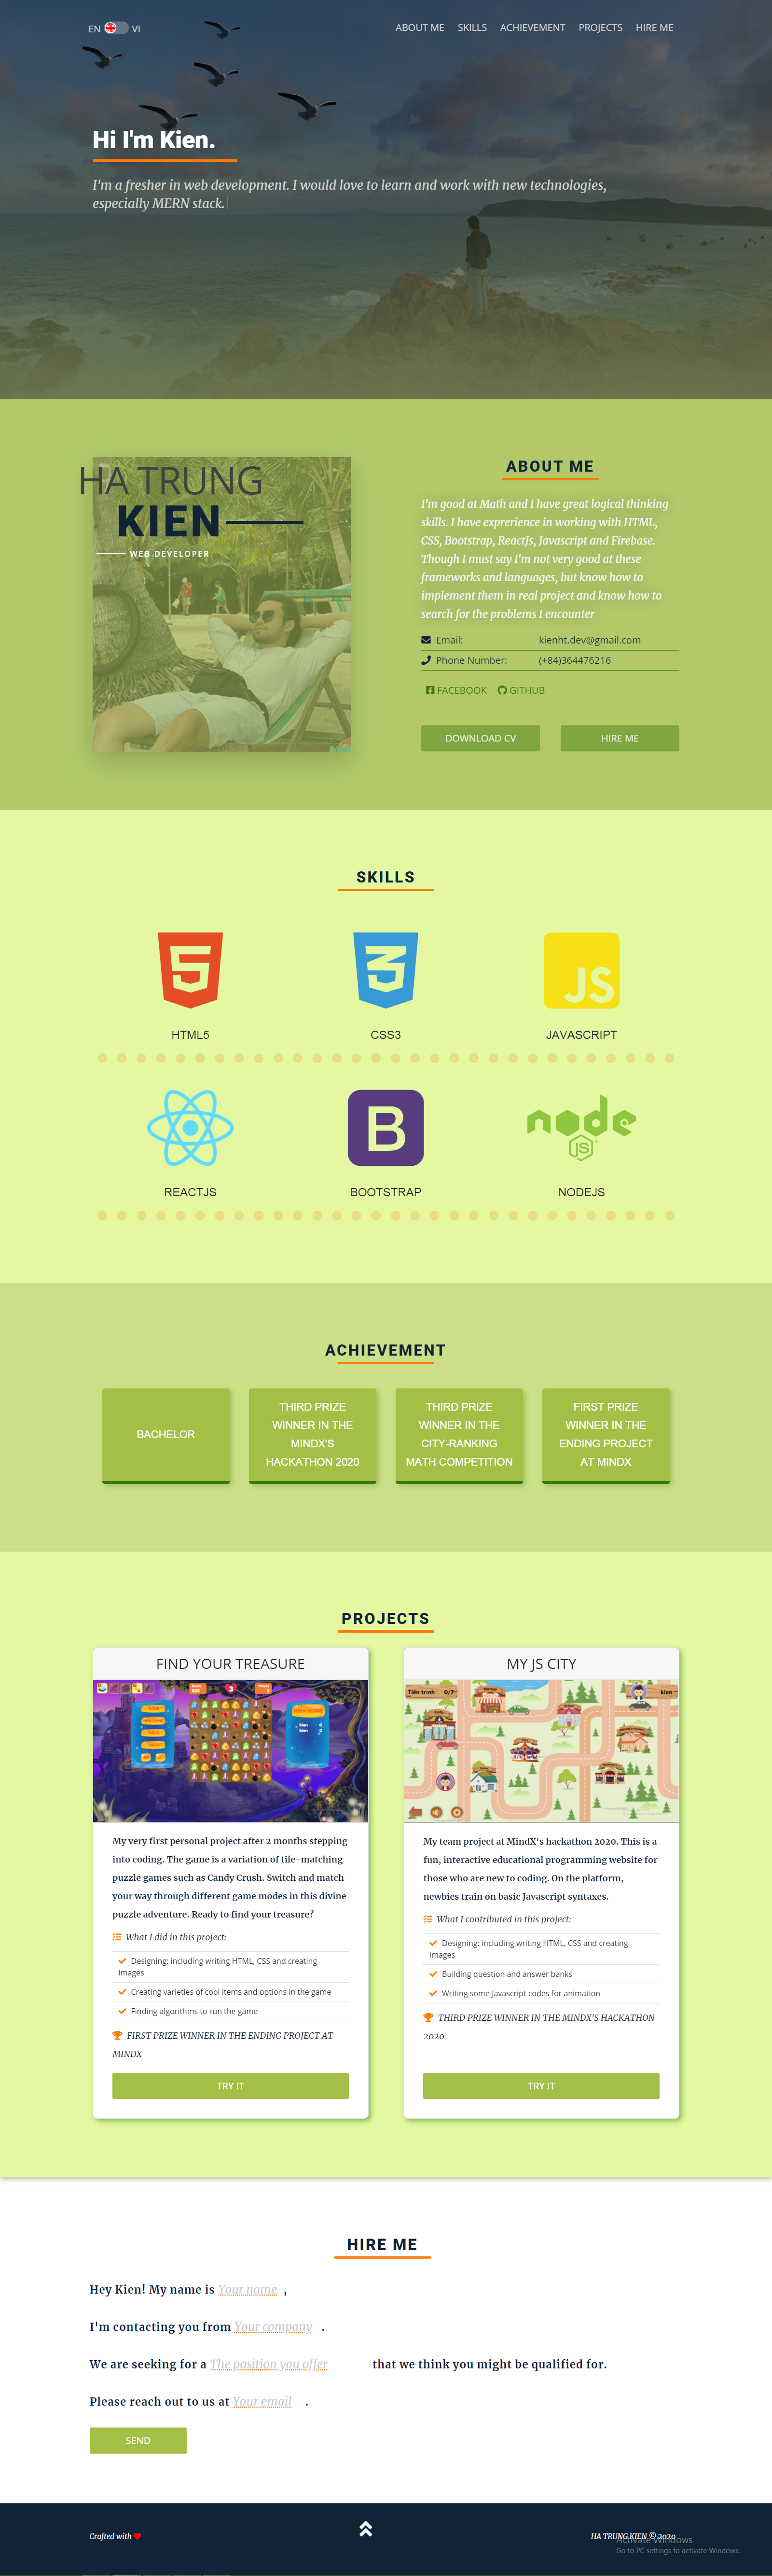 EN VI
ABOUT ME SKILLS ACHIEVEMENT PROJECTS HIRE ME
Hi I'm Kien.
I'm a fresher in web development. I would love to learn and work with new technologies,
especially MERN stack.
HA TRUNG
KIEN
WEB DEVELOPER
ABOUT ME
I'm good at Math and I have great logical thinking
skills. I have exprerience in working with HTML,
CSS, Bootstrap, ReactJs, Javascript and Firebase.
Though I must say I'm not very good at these
frameworks and languages, but know how to
implement them in real project and know how to
search for the problems I encounter
Email: kienht.dev@gmail.com
Phone Number: (+84)364476216
FACEBOOK GITHUB
DOWNLOAD CV HIRE ME
SKILLS
5 3 JS
HTML5 CSS3 JAVASCRIPT
B node JS
REACTJS BOOTSTRAP NODEJS
ACHIEVEMENT
BACHELOR
THIRD PRIZE
WINNER IN THE
MINDX'S
HACKATHON 2020
THIRD PRIZE
WINNER IN THE
CITY-RANKING
MATH COMPETITION
FIRST PRIZE
WINNER IN THE
ENDING PROJECT
AT MINDX
PROJECTS
FIND YOUR TREASURE
My very first personal project after 2 months stepping
into coding. The game is a variation of tile-matching
puzzle games such as Candy Crush. Switch and match
your way through different game modes in this divine
puzzle adventure. Ready to find your treasure?
What I did in this project:
Designing: including writing HTML, CSS and creating
images
Creating varieties of cool items and options in the game
Finding algorithms to run the game
FIRST PRIZE WINNER IN THE ENDING PROJECT AT
MINDX
TRY IT
MY JS CITY
Tiến trình 0/7 kien
My team project at MindX's hackathon 2020. This is a
fun, interactive educational programming website for
those who are new to coding. On the platform,
newbies train on basic Javascript syntaxes.
What I contributed in this project:
Designing: including writing HTML, CSS and creating
images
Building question and answer banks
Writing some Javascript codes for animation
THIRD PRIZE WINNER IN THE MINDX'S HACKATHON
2020
TRY IT
HIRE ME
Hey Kien! My name is Your name ,
I'm contacting you from Your company .
We are seeking for a The position you offer that we think you might be qualified for.
Please reach out to us at Your email .
SEND
Crafted with
HA TRUNG KIEN © 2020
Activate Windows
Go to PC settings to activate Windows.